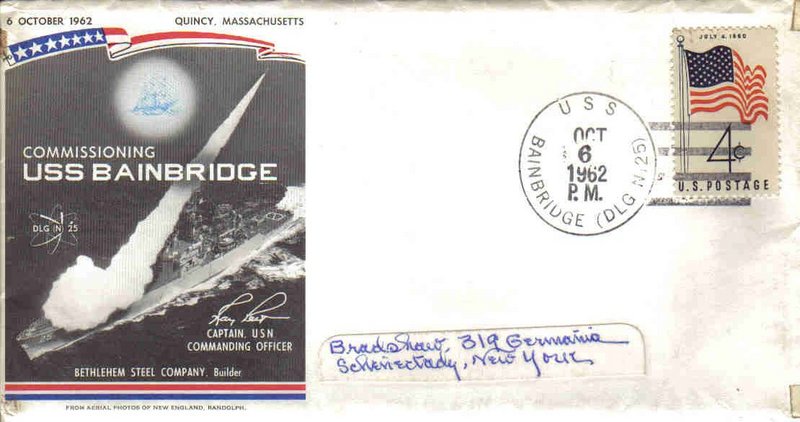 6 OCTOBER 1962 QUINCY, MASSACHUSETTS
COMMISSIONING
USS BAINBRIDGE
DLG (N) 25
CAPTAIN, USN
COMMANDING OFFICER
BETHLEHEM STEEL COMPANY, Builder
FROM AERIAL PHOTOS OF NEW ENGLAND, RANDOLPH.
USS
BAINBRIDGE (DLG N.25)
OCT
6
1962
P.M.
JULY 4, 1960
4¢
U.S. POSTAGE
Bradshaw, 319 Germania
Schenectady, New York